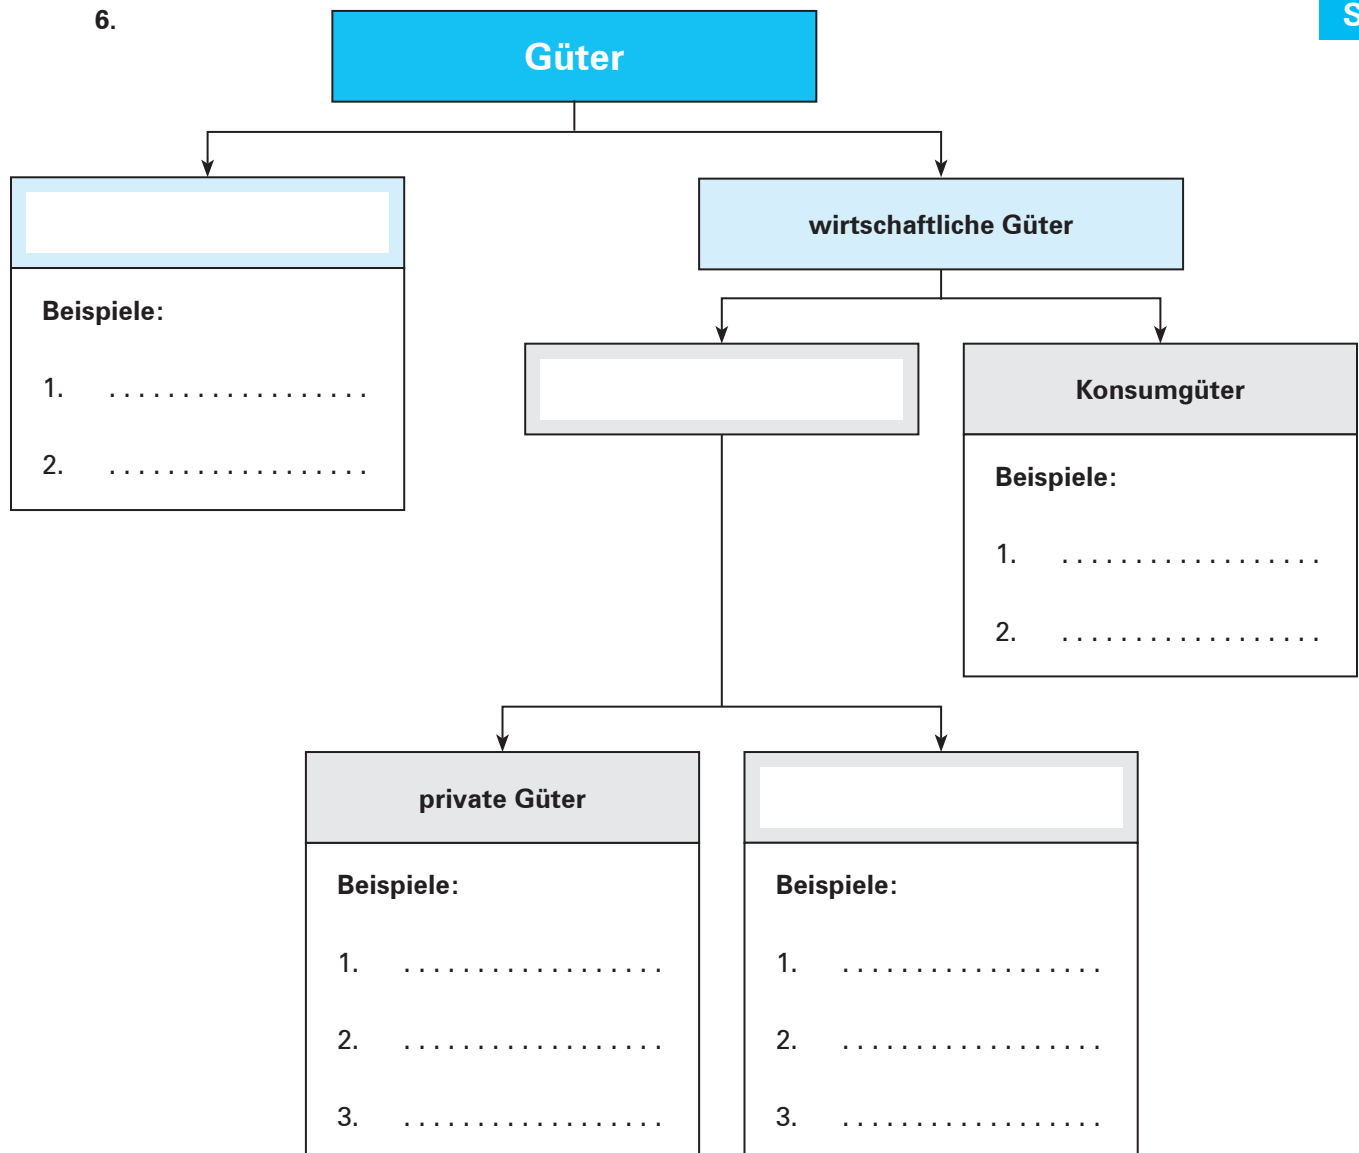 6.
S
Güter
wirtschaftliche Güter
Beispiele:
1. . . . . . . . . . . . . . . . . . .
2. . . . . . . . . . . . . . . . . . .
Konsumgüter
Beispiele:
1. . . . . . . . . . . . . . . . . . .
2. . . . . . . . . . . . . . . . . . .
private Güter
Beispiele:
1. . . . . . . . . . . . . . . . . . .
2. . . . . . . . . . . . . . . . . . .
3. . . . . . . . . . . . . . . . . . .
Beispiele:
1. . . . . . . . . . . . . . . . . . .
2. . . . . . . . . . . . . . . . . . .
3. . . . . . . . . . . . . . . . . . .